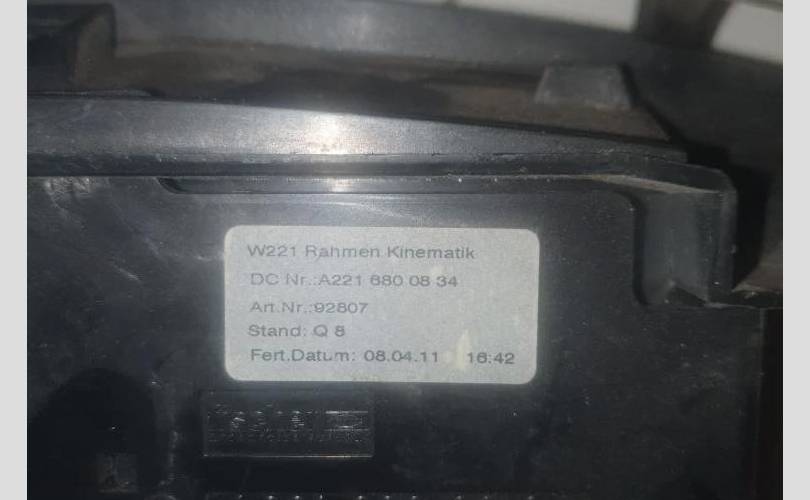 W221 Rahmen Kinematik
DC Nr.:A221 680 08 34
Art.Nr.:92807
Stand: Q 8
Fert.Datum: 08.04.11 16:42
fischer